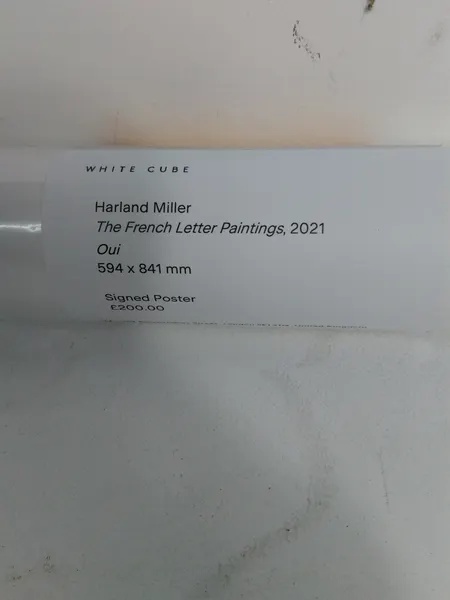 WHITE CUBE
Harland Miller
The French Letter Paintings, 2021
Oui
594 x 841 mm
Signed Poster
£200.00